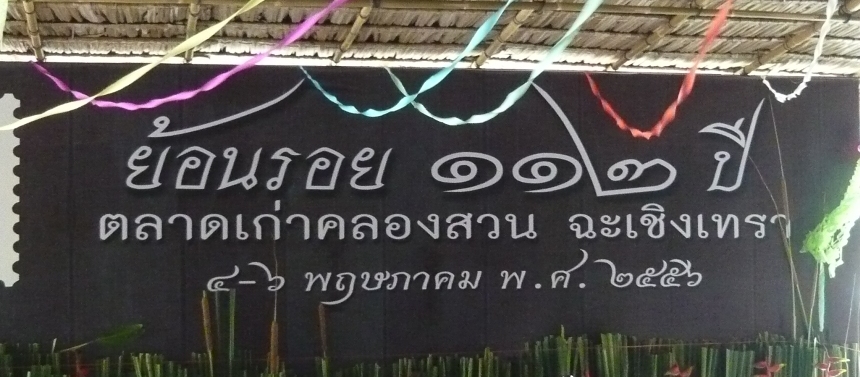 ย้อนรอย ๑๑๒ ปี
ตลาดเก่าคลองสวน ฉะเชิงเทรา
๔-๖ พฤษภาคม พ.ศ. ๒๕๕๖